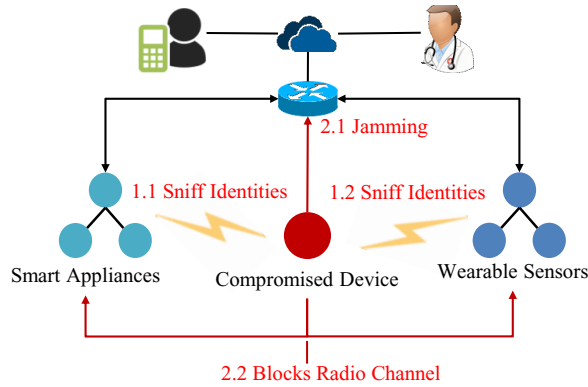 2.1 Jamming
1.1 Sniff Identities
1.2 Sniff Identities
Smart Appliances
Compromised Device
Wearable Sensors
2.2 Blocks Radio Channel